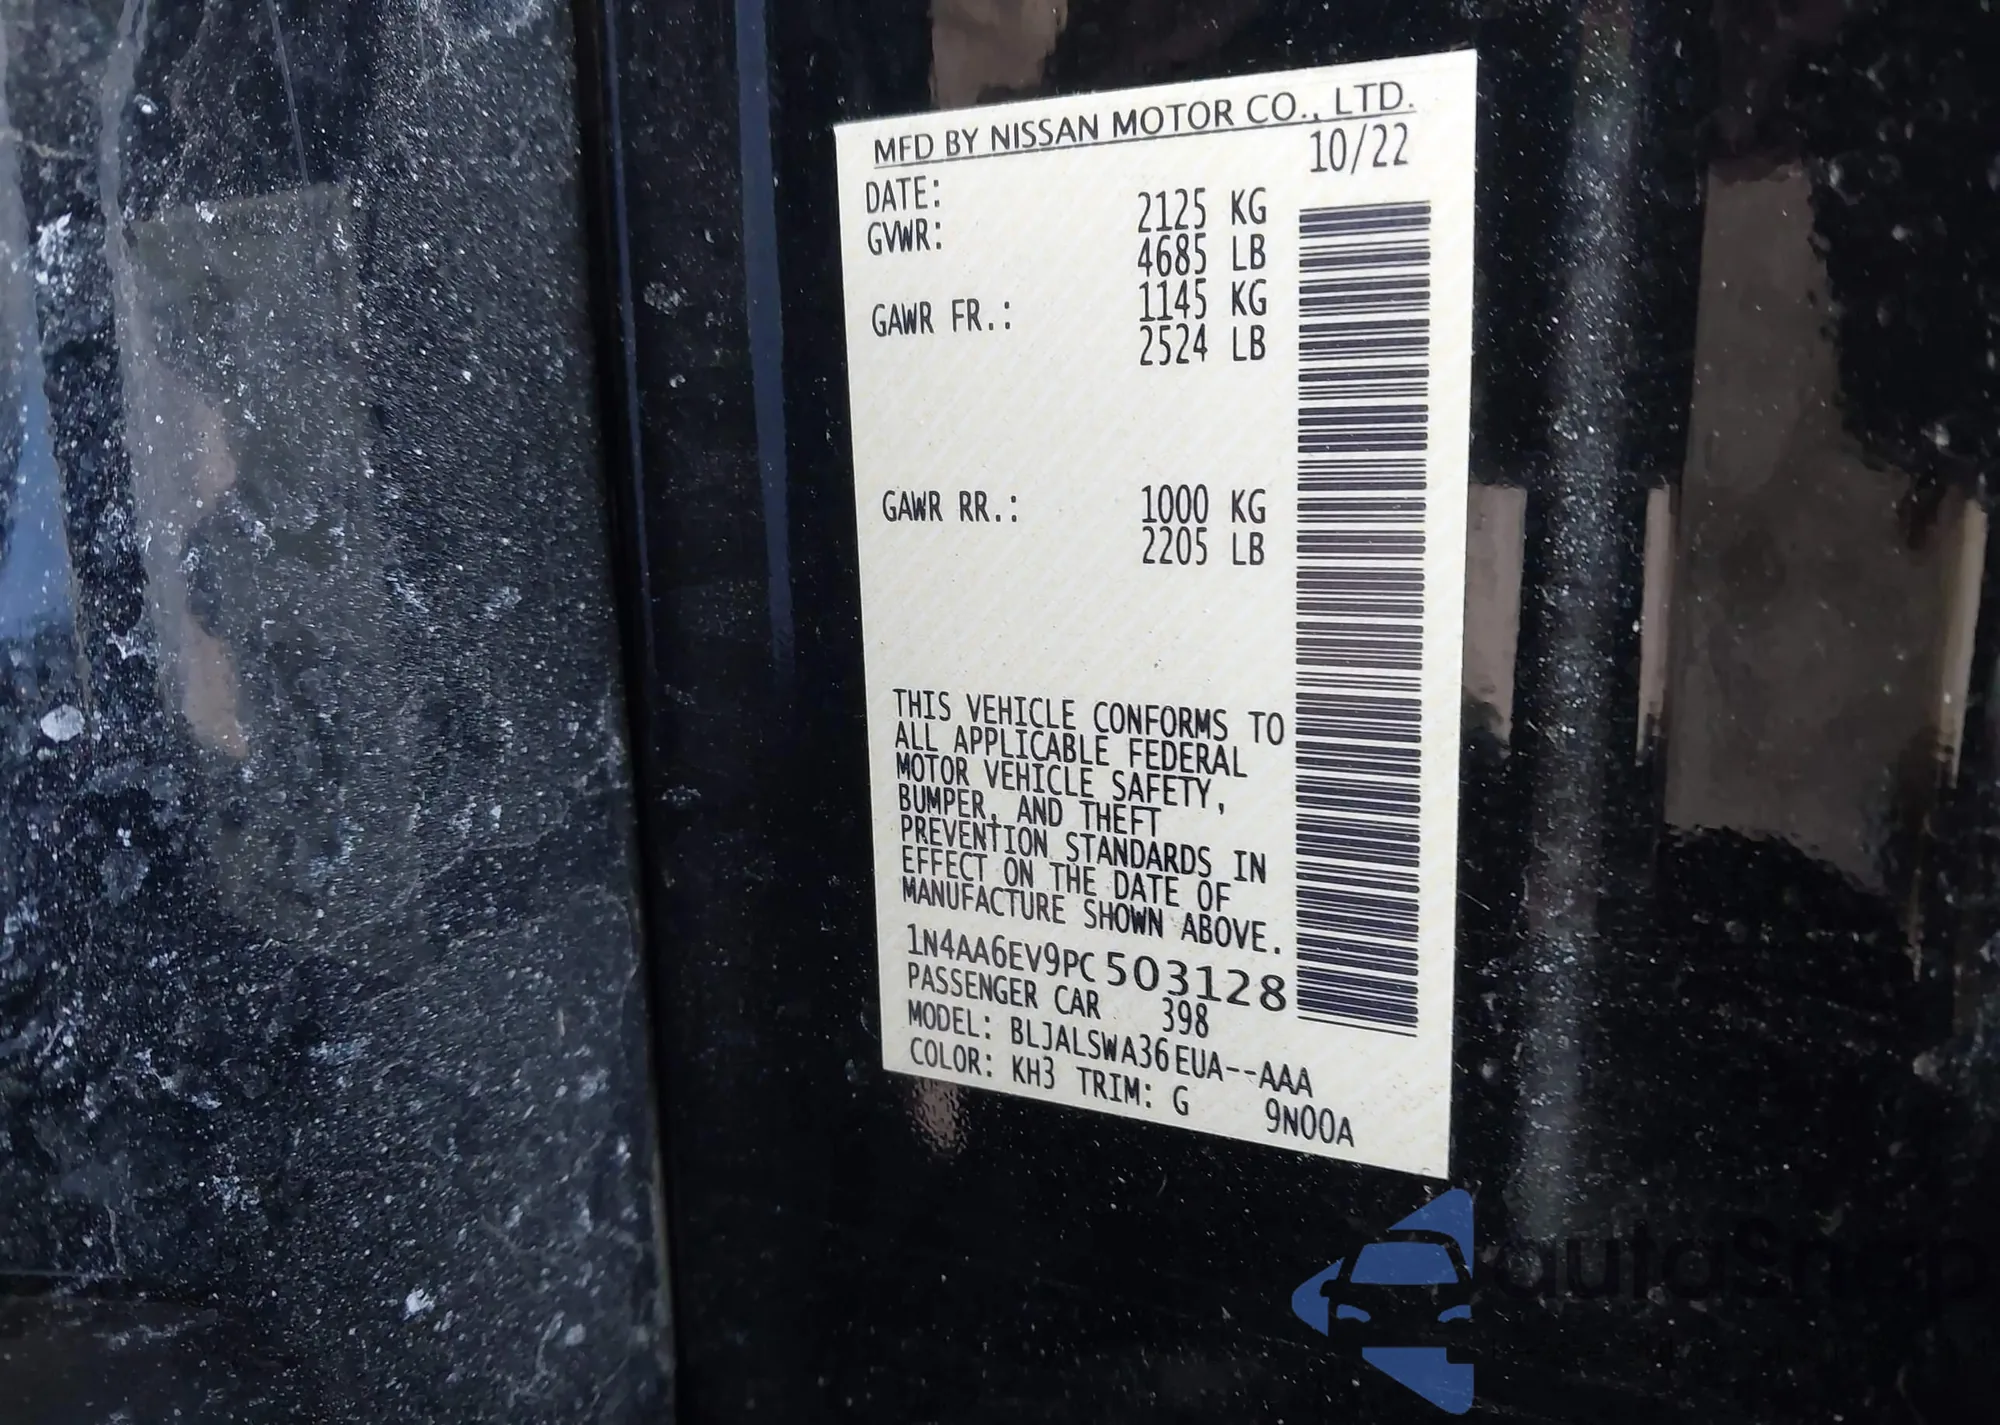 MFD BY NISSAN MOTOR CO., LTD.
DATE: 10/22
GVWR: 2125 KG
4685 LB
GAWR FR.: 1145 KG
2524 LB
GAWR RR.: 1000 KG
2205 LB
THIS VEHICLE CONFORMS TO
ALL APPLICABLE FEDERAL
MOTOR VEHICLE SAFETY,
BUMPER, AND THEFT
PREVENTION STANDARDS IN
EFFECT ON THE DATE OF
MANUFACTURE SHOWN ABOVE.
1N4AA6EV9PC503128
PASSENGER CAR 398
MODEL: BLJALSWA36EUA--AAA
COLOR: KH3 TRIM: G 9N00A